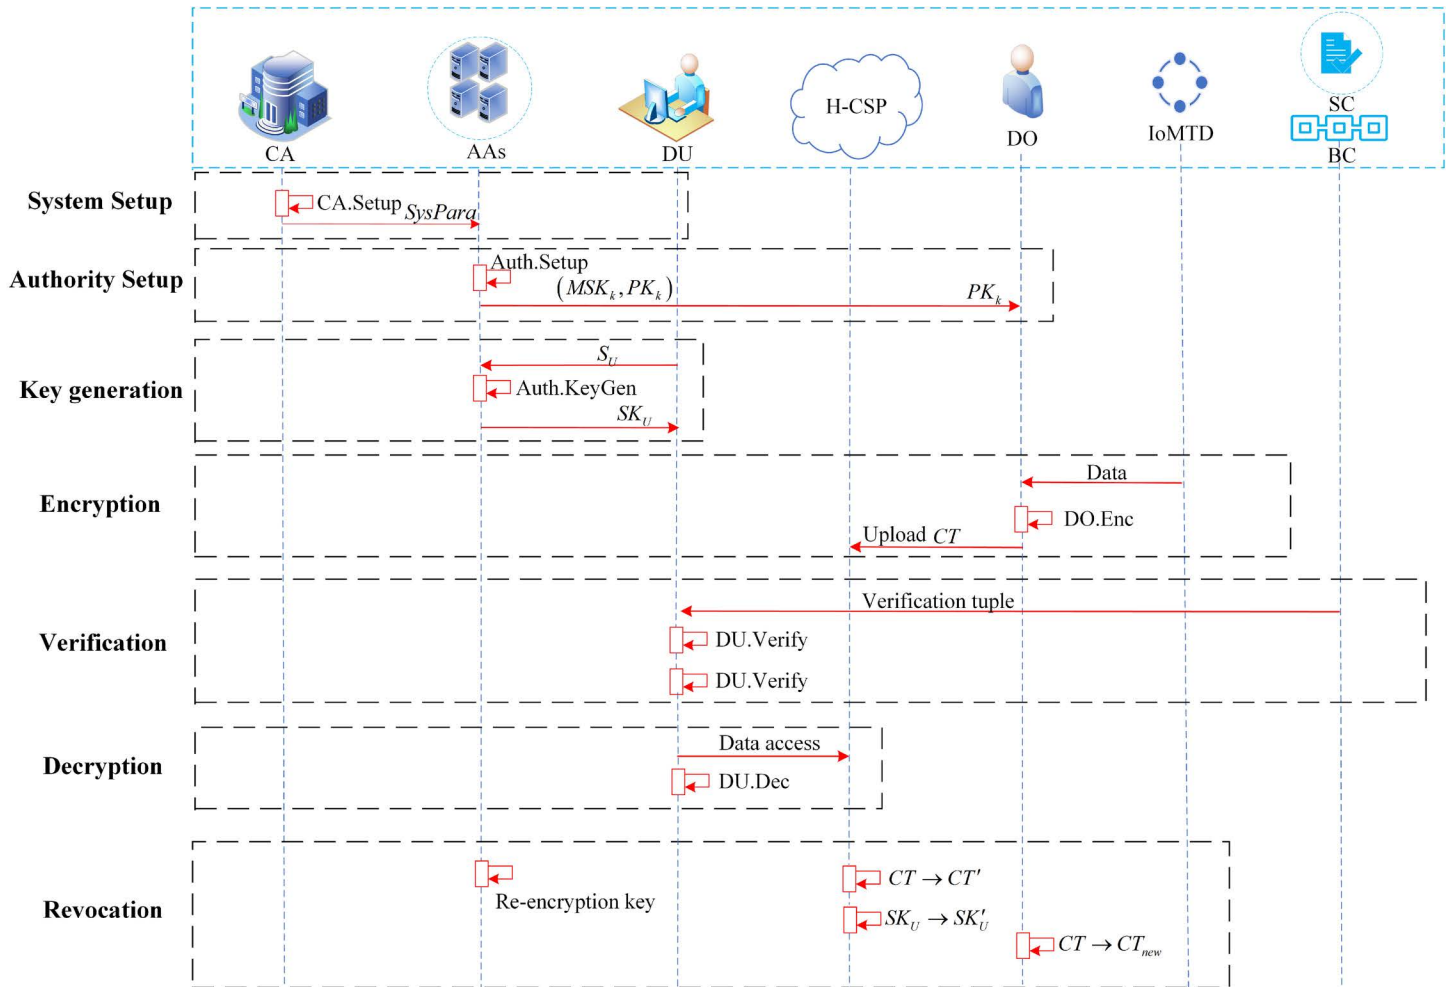 CA
AAs
DU
H-CSP
DO
IoMTD
SC
BC
System Setup
CA.Setup
SysPara
Authority Setup
Auth.Setup
(MSK_k, PK_k)
PK_k
Key generation
S_U
Auth.KeyGen
SK_U
Encryption
Data
DO.Enc
Upload CT
Verification
Verification tuple
DU.Verify
DU.Verify
Decryption
Data access
DU.Dec
Revocation
Re-encryption key
CT → CT′
SK_U → SK′_U
CT → CT_new